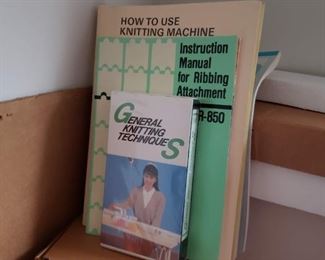 HOW TO USE
KNITTING MACHINE
Instruction
Manual
for Ribbing
Attachment
R-850
GENERAL
KNITTING
TECHNIQUES